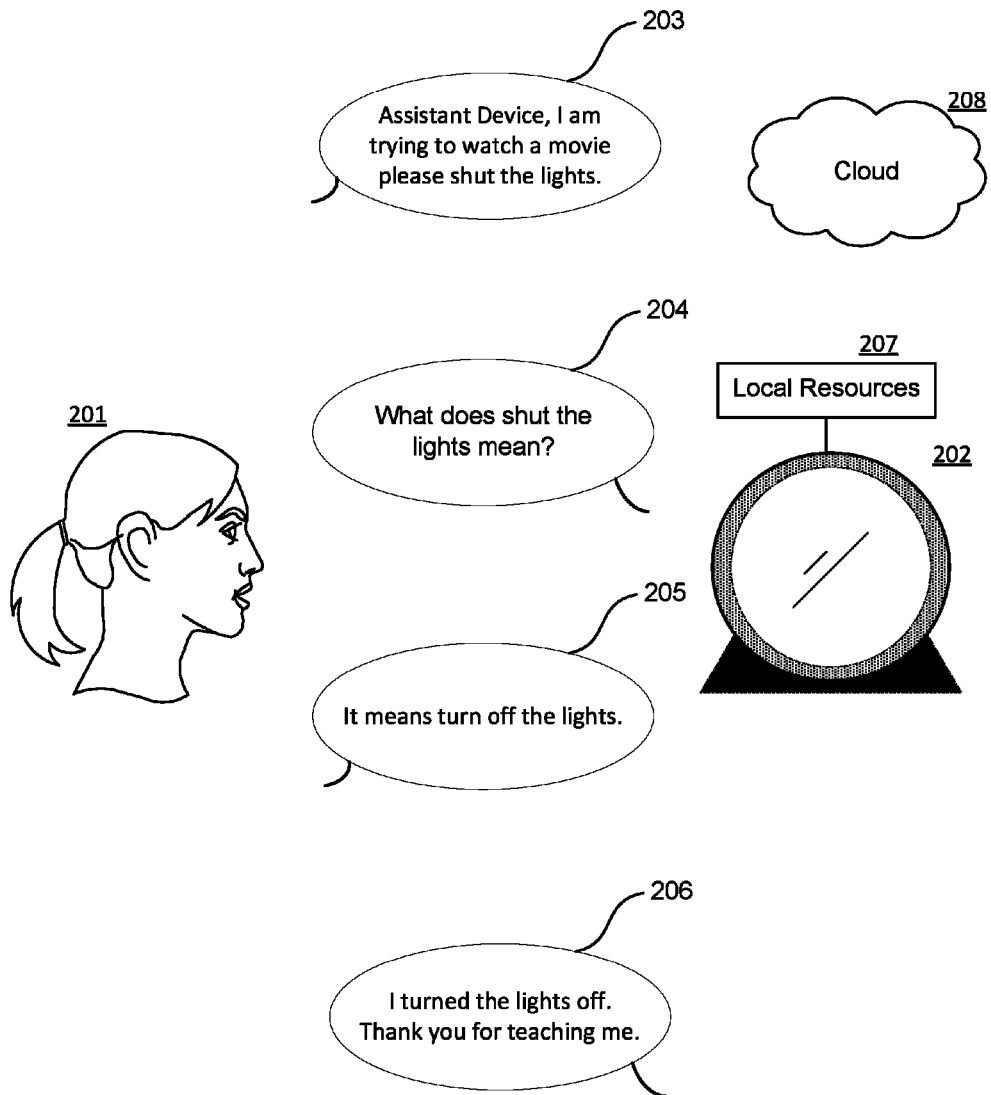 203
Assistant Device, I am
trying to watch a movie
please shut the lights.
208
Cloud
204
What does shut the
lights mean?
207
Local Resources
201
202
205
It means turn off the lights.
206
I turned the lights off.
Thank you for teaching me.